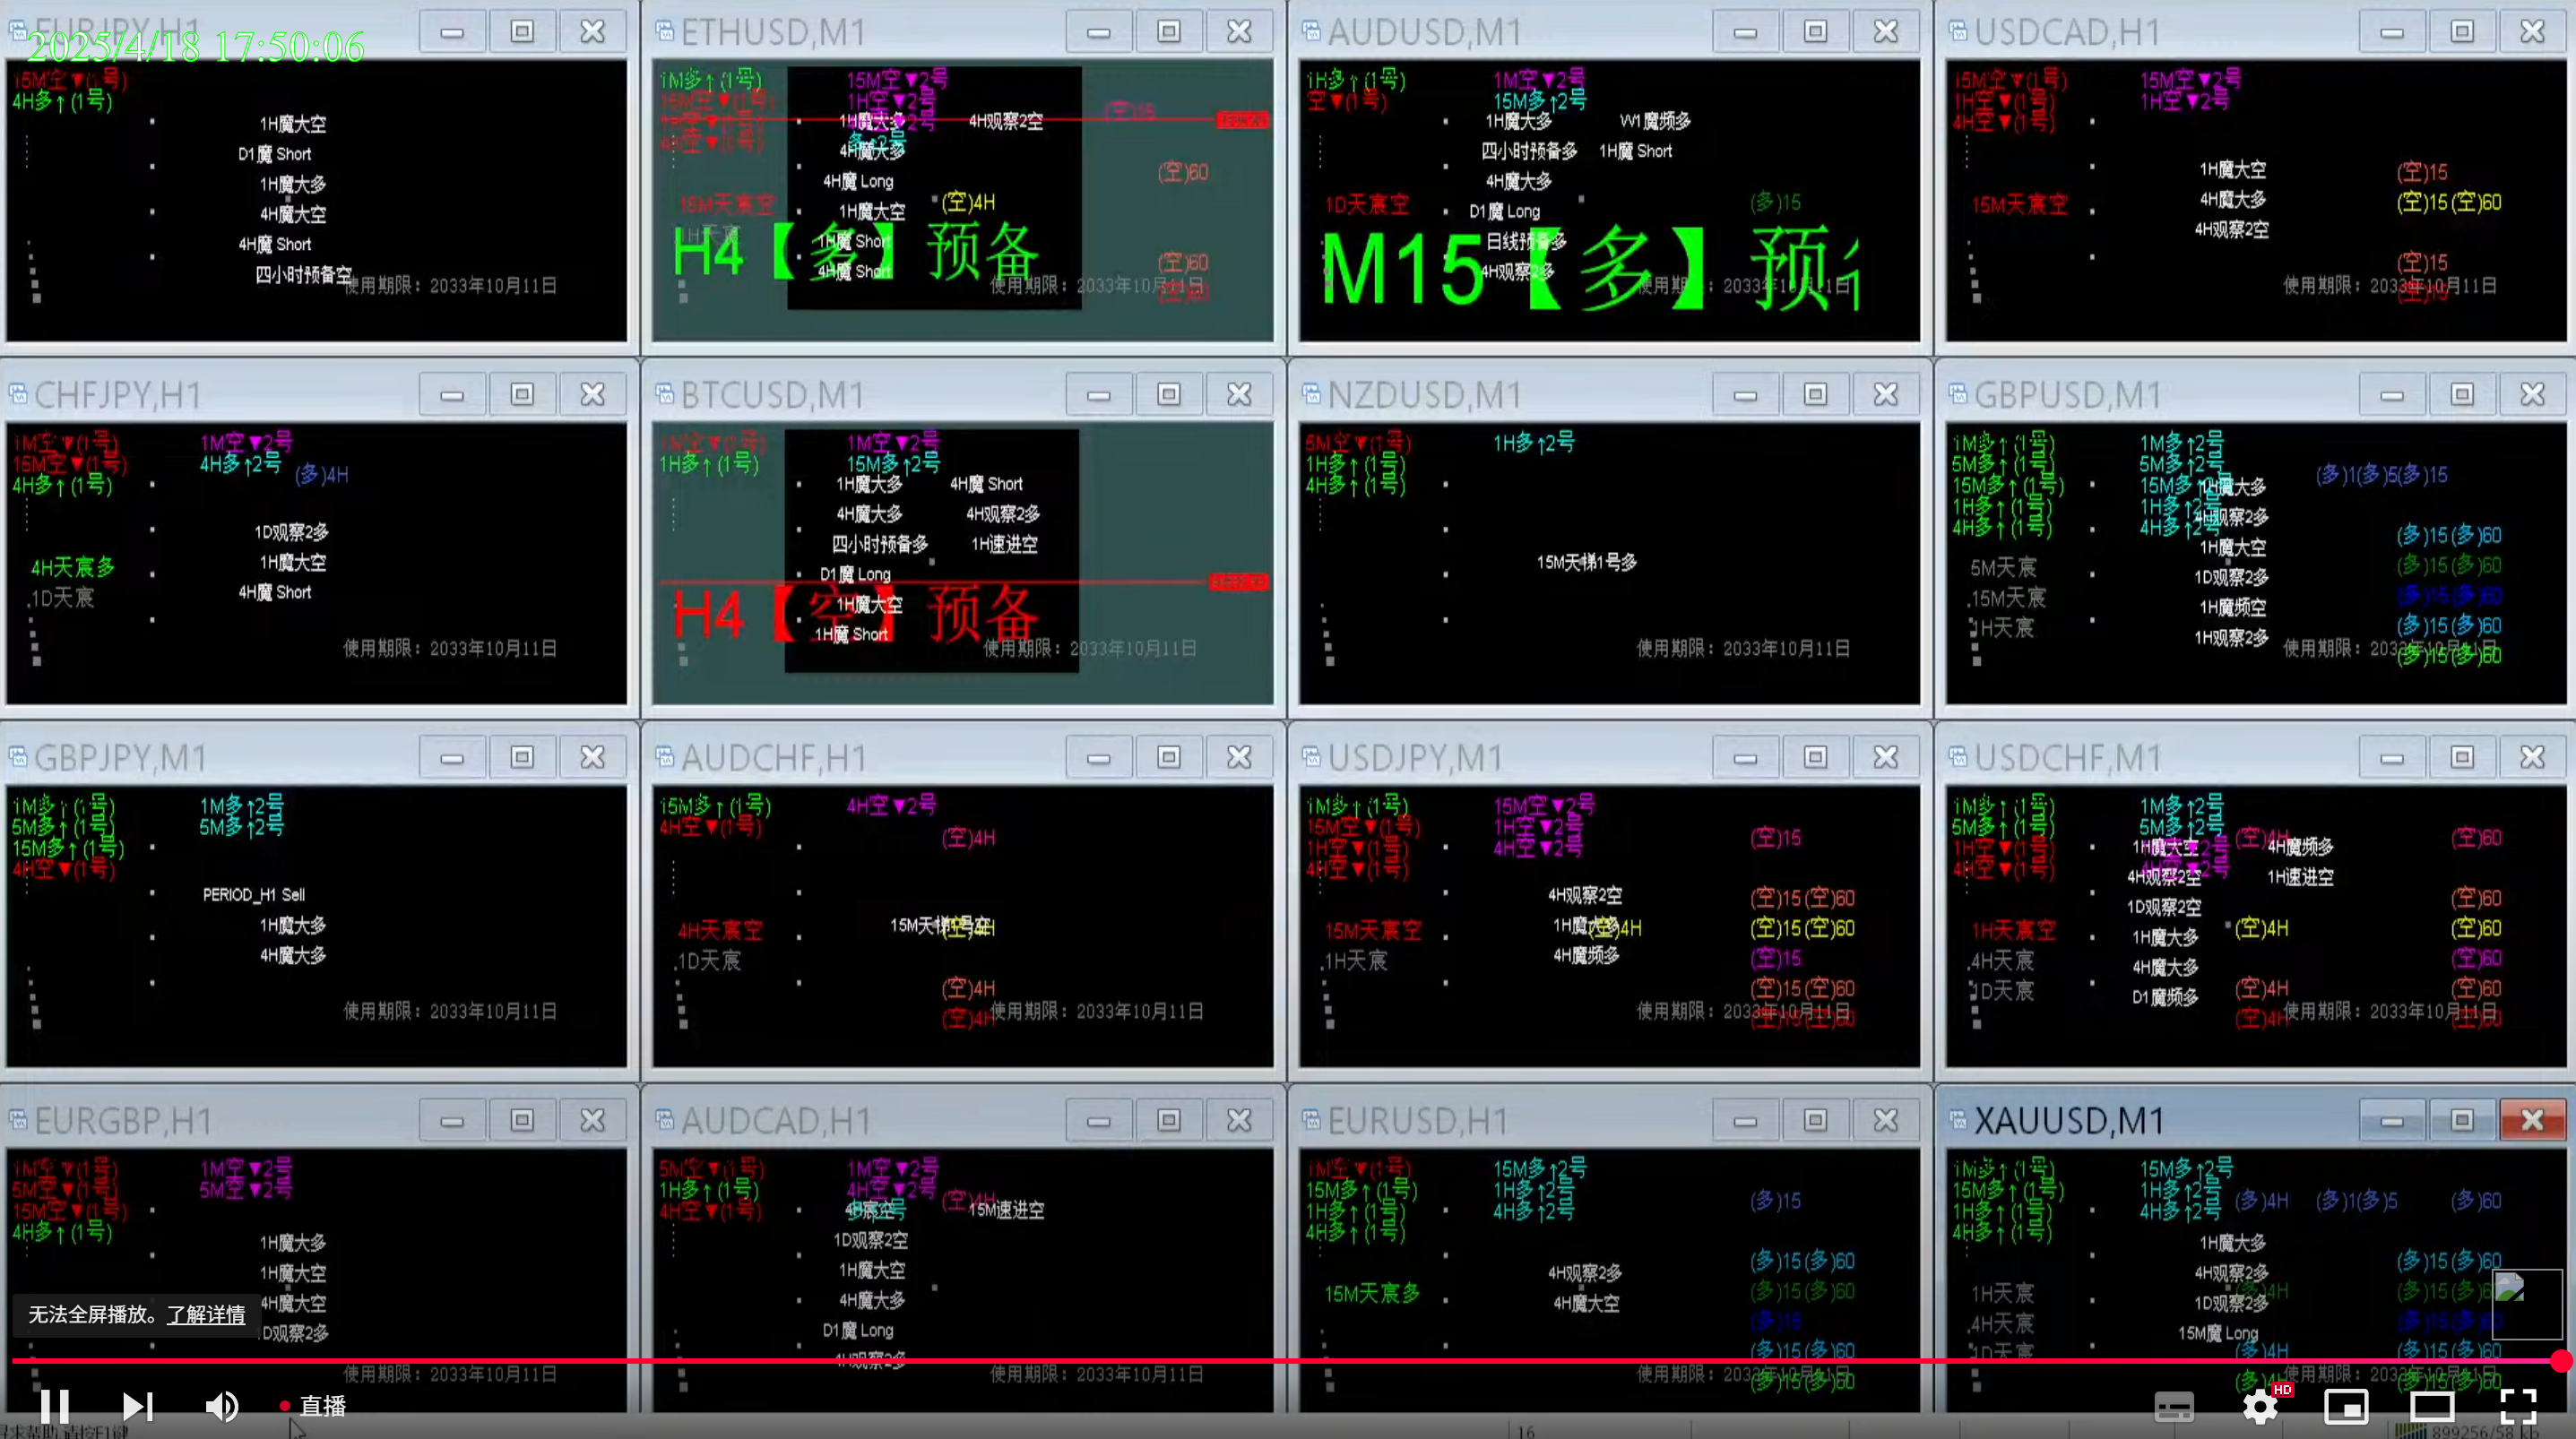 EURJPY,H1
2025/4/18 17:50:06
15M空▼(1号)
4H多↑(1号)
1H魔大空
D1魔 Short
1H魔大多
4H魔大空
4H魔 Short
四小时预备空
使用期限：2033年10月11日
ETHUSD,M1
1M多↑(1号)
15M空▼2号
15M空▼(1号)
1H空▼2号
(空)15
1H魔大多
4H观察2空
4H魔大多
(空)60
4H魔 Long
15M天宸空
1H魔大空
(空)4H
H4【多】预备
1H天宸
1H魔 Short
(空)60
4H魔 Short
使用期限：2033年10月11日
(空)60
AUDUSD,M1
1H多↑(1号)
1M空▼2号
空▼(1号)
15M多↑2号
1H魔大多
W1魔频多
四小时预备多
1H魔 Short
4H魔大多
1D天宸空
(多)15
D1魔 Long
M15【多】预
日线预备多
4H观察2多
使用期限：2033年10月11日
USDCAD,H1
15M空▼(1号)
15M空▼2号
1H空▼(1号)
1H空▼2号
4H空▼(1号)
1H魔大空
(空)15
15M天宸空
4H魔大多
(空)15(空)60
4H观察2空
(空)15
使用期限：2033年10月11日
(空)15
CHFJPY,H1
1M空▼(1号)
1M空▼2号
15M空▼(1号)
4H多↑2号
(多)4H
4H多↑(1号)
1D观察2多
4H天宸多
1H魔大空
1D天宸
4H魔 Short
使用期限：2033年10月11日
BTCUSD,M1
1M空▼(1号)
1M空▼2号
1H多↑(1号)
15M多↑2号
1H魔大多
4H魔 Short
4H魔大多
4H观察2多
四小时预备多
1H速进空
D1魔 Long
H4【空】预备
1H魔大空
1H魔 Short
使用期限：2033年10月11日
NZDUSD,M1
5M空▼(1号)
1H多↑2号
1H多↑(1号)
4H多↑(1号)
15M天梯1号多
使用期限：2033年10月11日
GBPUSD,M1
1M多↑(1号)
1M多↑2号
5M多↑(1号)
5M多↑2号
(多)1(多)5(多)15
15M多↑(1号)
15M多↑2号
1H魔大多
1H多↑(1号)
1H多↑2号
4H观察2多
4H多↑(1号)
4H多↑2号
(多)15(多)60
1H魔大空
5M天宸
(多)15(多)60
1D观察2多
15M天宸
(多)15(多)60
1H魔频空
1H天宸
(多)15(多)60
1H观察2多
使用期限：2033年10月11日
(多)15(多)60
GBPJPY,M1
1M多↑(1号)
1M多↑2号
5M多↑(1号)
5M多↑2号
15M多↑(1号)
4H空▼(1号)
PERIOD_H1 Sell
1H魔大多
4H魔大多
使用期限：2033年10月11日
AUDCHF,H1
15M多↑(1号)
4H空▼2号
4H空▼(1号)
(空)4H
4H天宸空
15M天梯1号空
(空)4H
1D天宸
(空)4H
使用期限：2033年10月11日
(空)4H
USDJPY,M1
1M多↑(1号)
15M空▼2号
15M空▼(1号)
1H空▼2号
(空)15
1H空▼(1号)
4H空▼2号
4H空▼(1号)
4H观察2空
(空)15(空)60
15M天宸空
1H魔大多
(空)4H
(空)15(空)60
1H天宸
4H魔频多
(空)15
(空)15(空)60
使用期限：2033年10月11日
(空)15(空)60
USDCHF,M1
1M多↑(1号)
1M多↑2号
5M多↑(1号)
5M多↑2号
(空)4H
(空)60
1H空▼(1号)
1H魔大空
4H魔频多
4H空▼(1号)
4H观察2空
1H速进空
1D观察2空
(空)60
1H天宸空
1H魔大多
(空)4H
(空)60
4H天宸
4H魔大多
(空)60
1D天宸
D1魔频多
(空)4H
(空)60
使用期限：2033年10月11日
(空)4H
(空)60
EURGBP,H1
1M空▼(1号)
1M空▼2号
5M空▼(1号)
5M空▼2号
15M空▼(1号)
4H多↑(1号)
1H魔大多
1H魔大空
4H魔大空
1D观察2多
使用期限：2033年10月11日
AUDCAD,H1
5M空▼(1号)
1M空▼2号
1H多↑(1号)
4H空▼2号
(空)4H
4H空▼(1号)
15M速进空
1D观察2空
1H魔大空
4H魔大多
D1魔 Long
4H观察2多
使用期限：2033年10月11日
EURUSD,H1
1M空▼(1号)
15M多↑2号
15M多↑(1号)
1H多↑2号
(多)15
1H多↑(1号)
4H多↑2号
4H多↑(1号)
4H观察2多
(多)15(多)60
15M天宸多
4H魔大空
(多)15(多)60
(多)15
(多)15(多)60
使用期限：2033年10月11日
(多)15(多)60
XAUUSD,M1
1M多↑(1号)
15M多↑2号
15M多↑(1号)
1H多↑2号
(多)4H
(多)1(多)5
(多)60
1H多↑(1号)
4H多↑2号
4H多↑(1号)
1H魔大多
4H观察2多
(多)15(多)60
1H天宸
1D观察2多
(多)4H
4H天宸
15M魔 Long
1D天宸
(多)4H
(多)15(多)60
使用期限：2033年10月11日
(多)4H
(多)15(多)60
无法全屏播放。了解详情
直播
HD
16
899256/58 kb